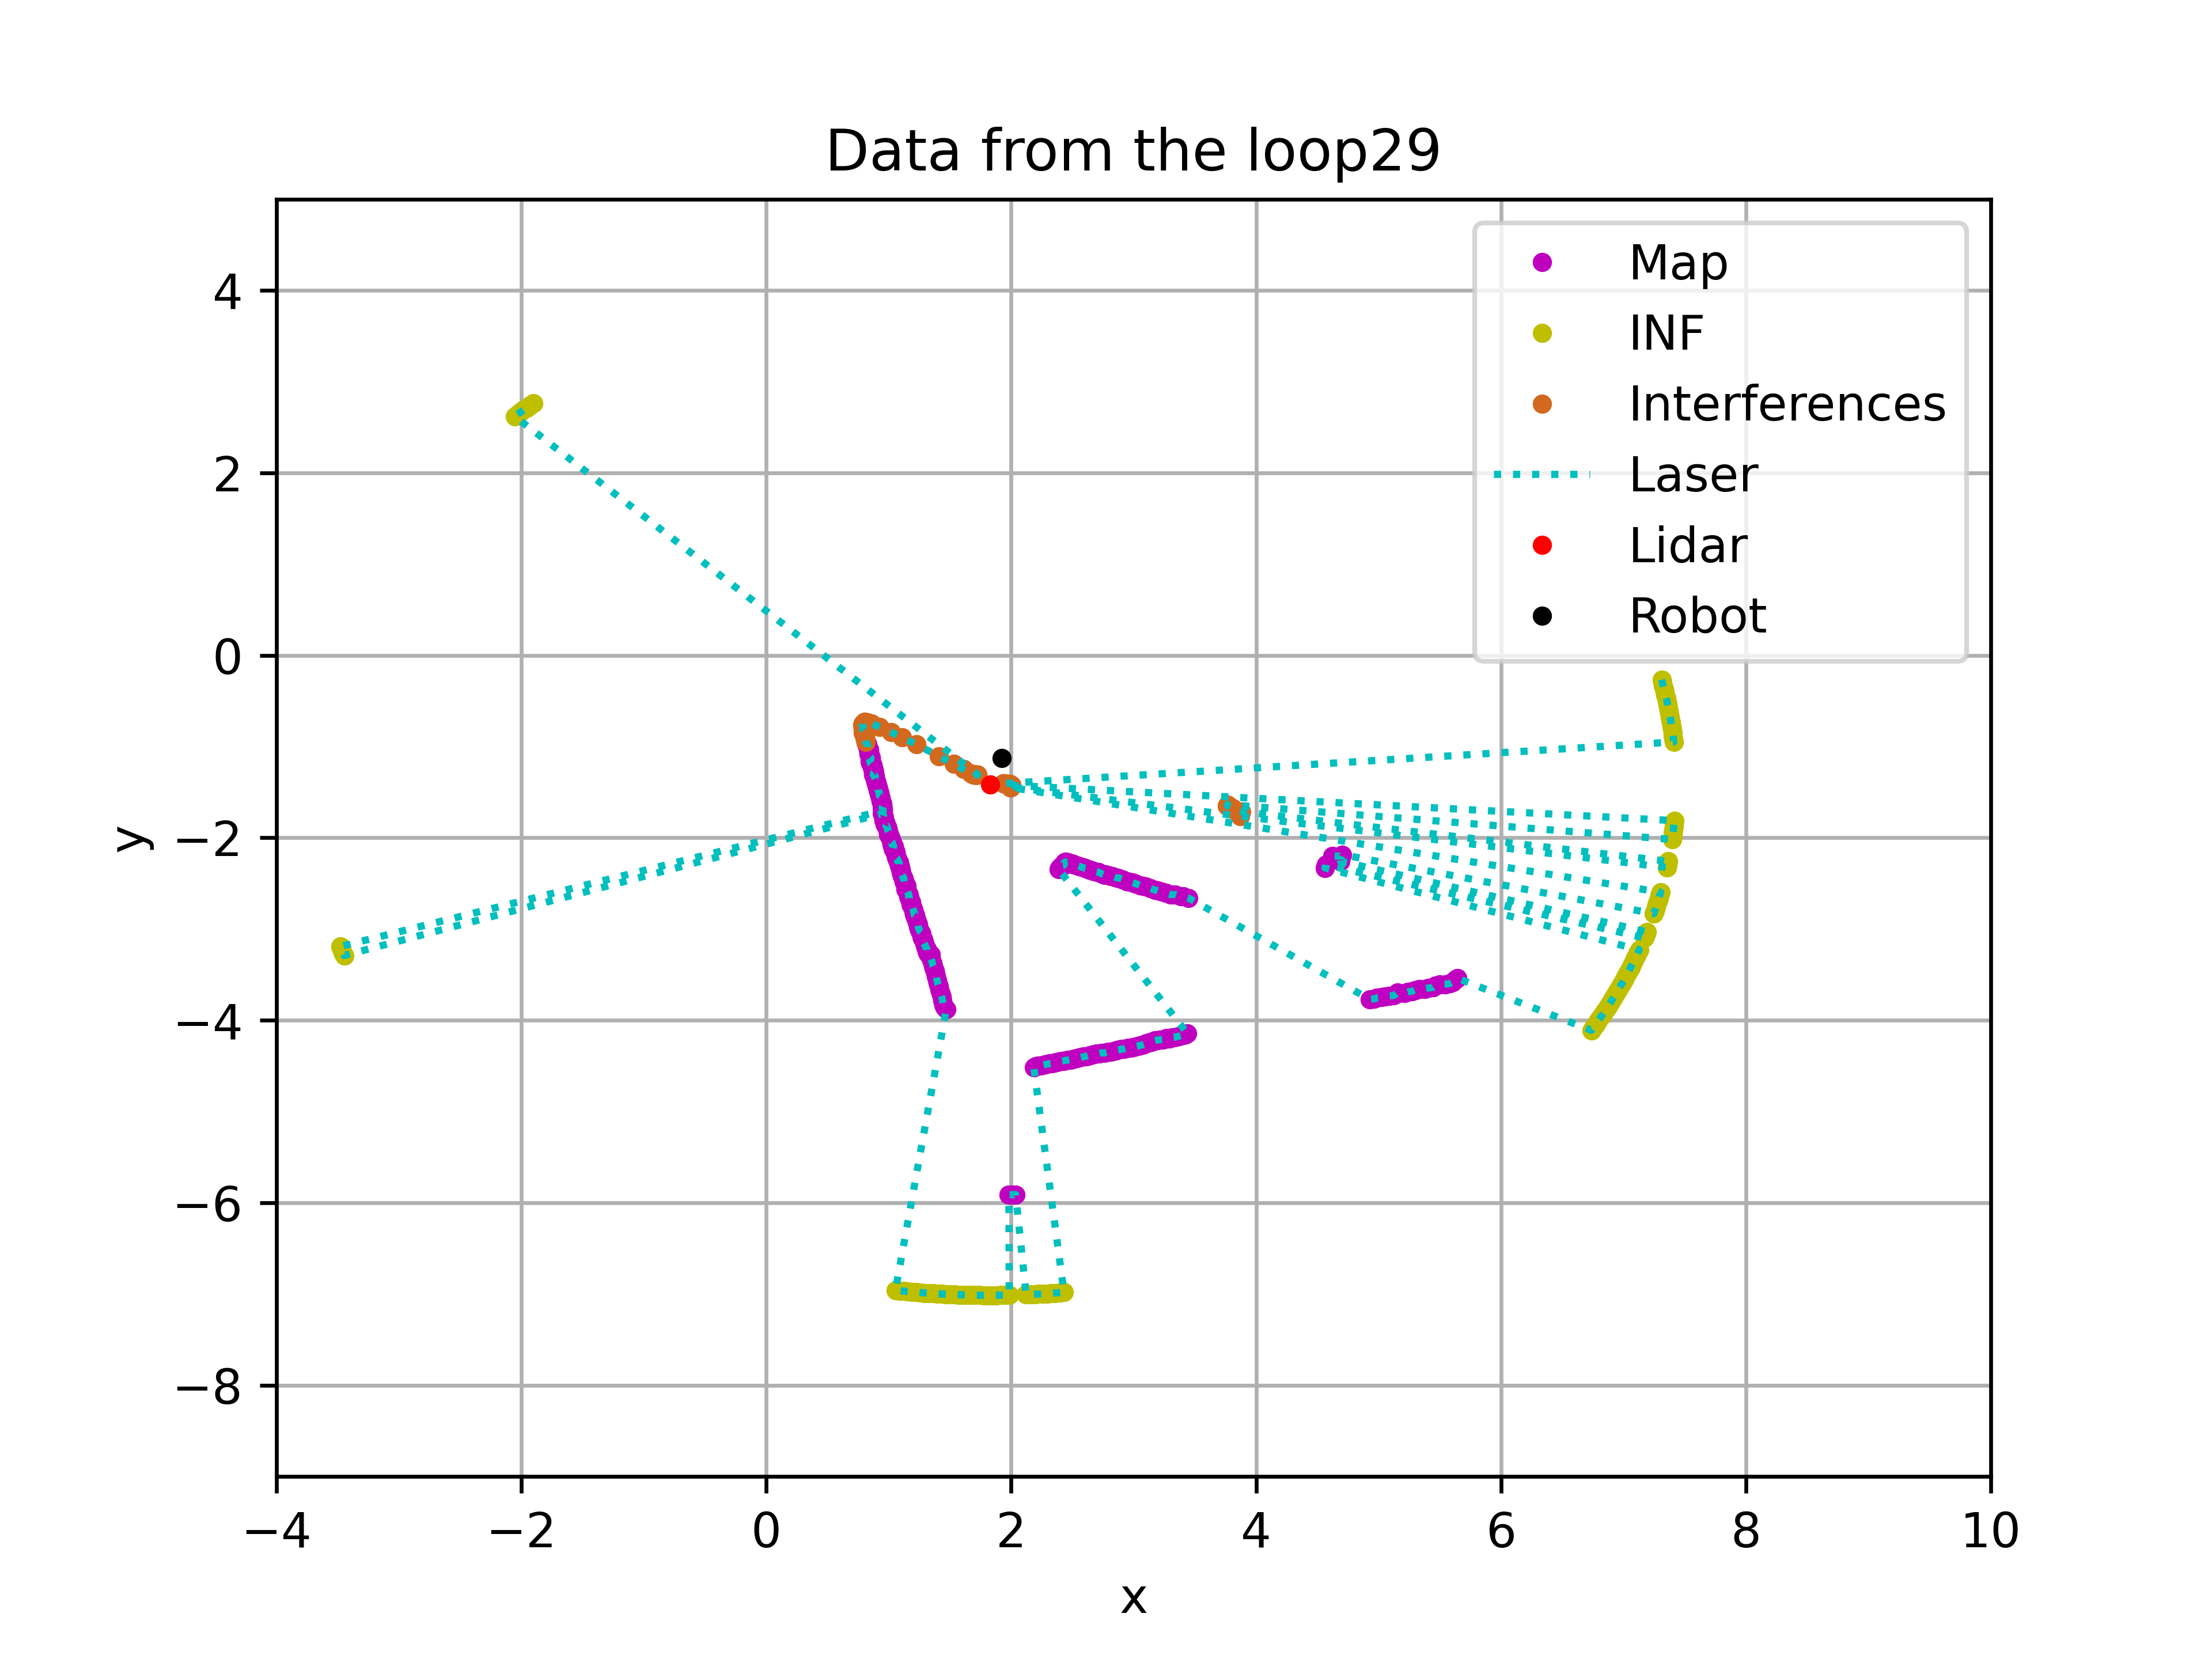 Data from the loop29
Map
INF
Interferences
Laser
Lidar
Robot
4
2
0
−2
−4
−6
−8
y
−4 −2 0 2 4 6 8 10
x